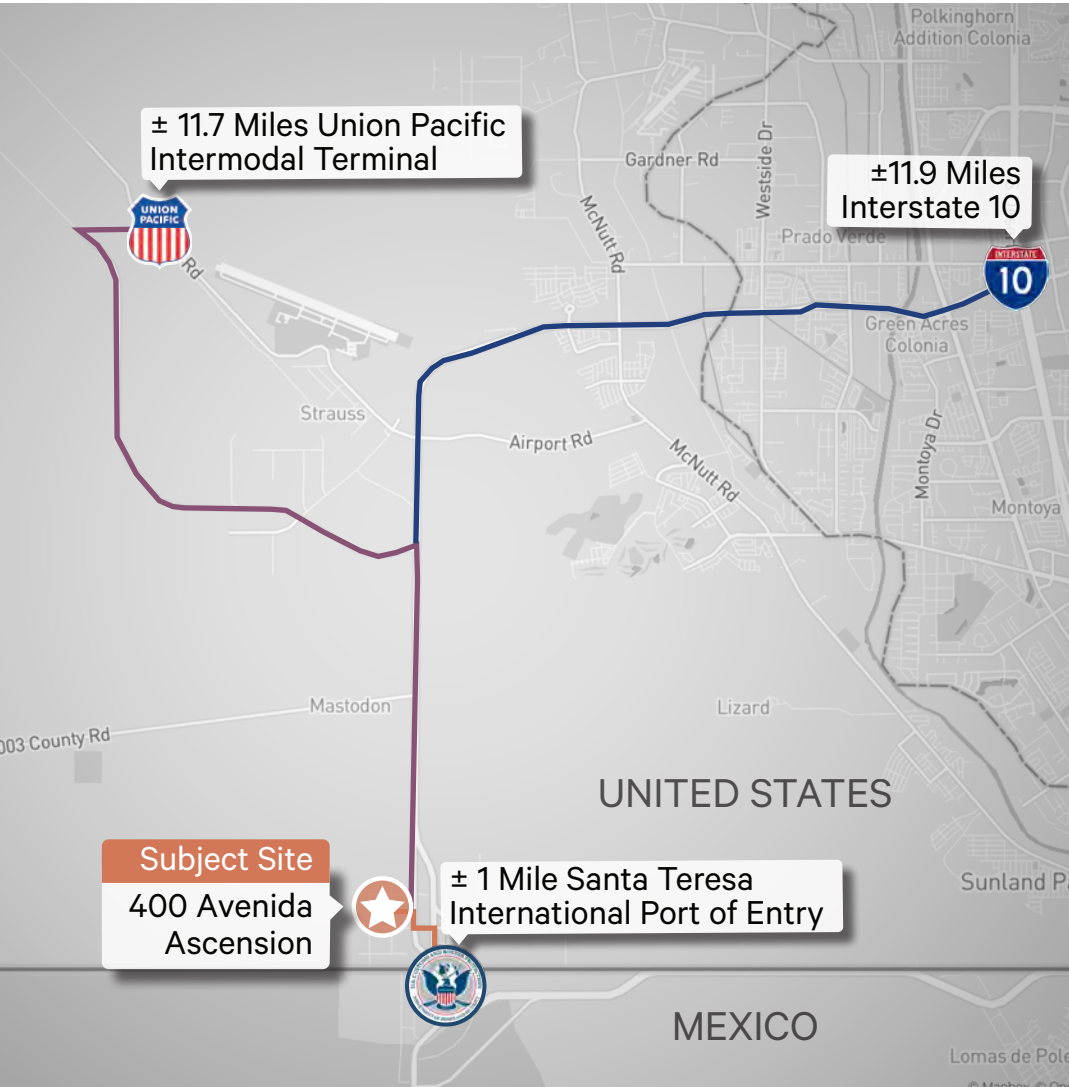 Polkinghorn
Addition Colonia
± 11.7 Miles Union Pacific
Intermodal Terminal
UNION
PACIFIC
Gardner Rd
Westside Dr
±11.9 Miles
Interstate 10
McNutt Rd
Prado Verde
Rd
INTERSTATE
10
Green Acres
Colonia
Strauss
Airport Rd
McNutt Rd
Montoya Dr
Montoya
Mastodon
Lizard
003 County Rd
UNITED STATES
Subject Site
400 Avenida
Ascension
± 1 Mile Santa Teresa
International Port of Entry
Sunland Pa
MEXICO
Lomas de Pole